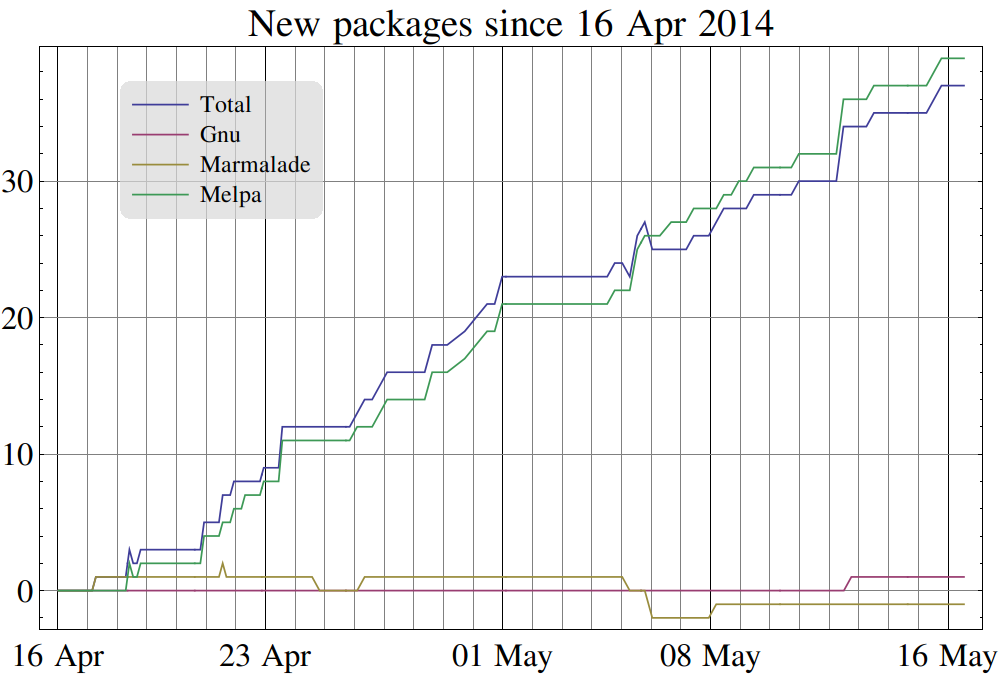 New packages since 16 Apr 2014
Total
Gnu
Marmalade
Melpa
30
20
10
0
16 Apr 23 Apr 01 May 08 May 16 May